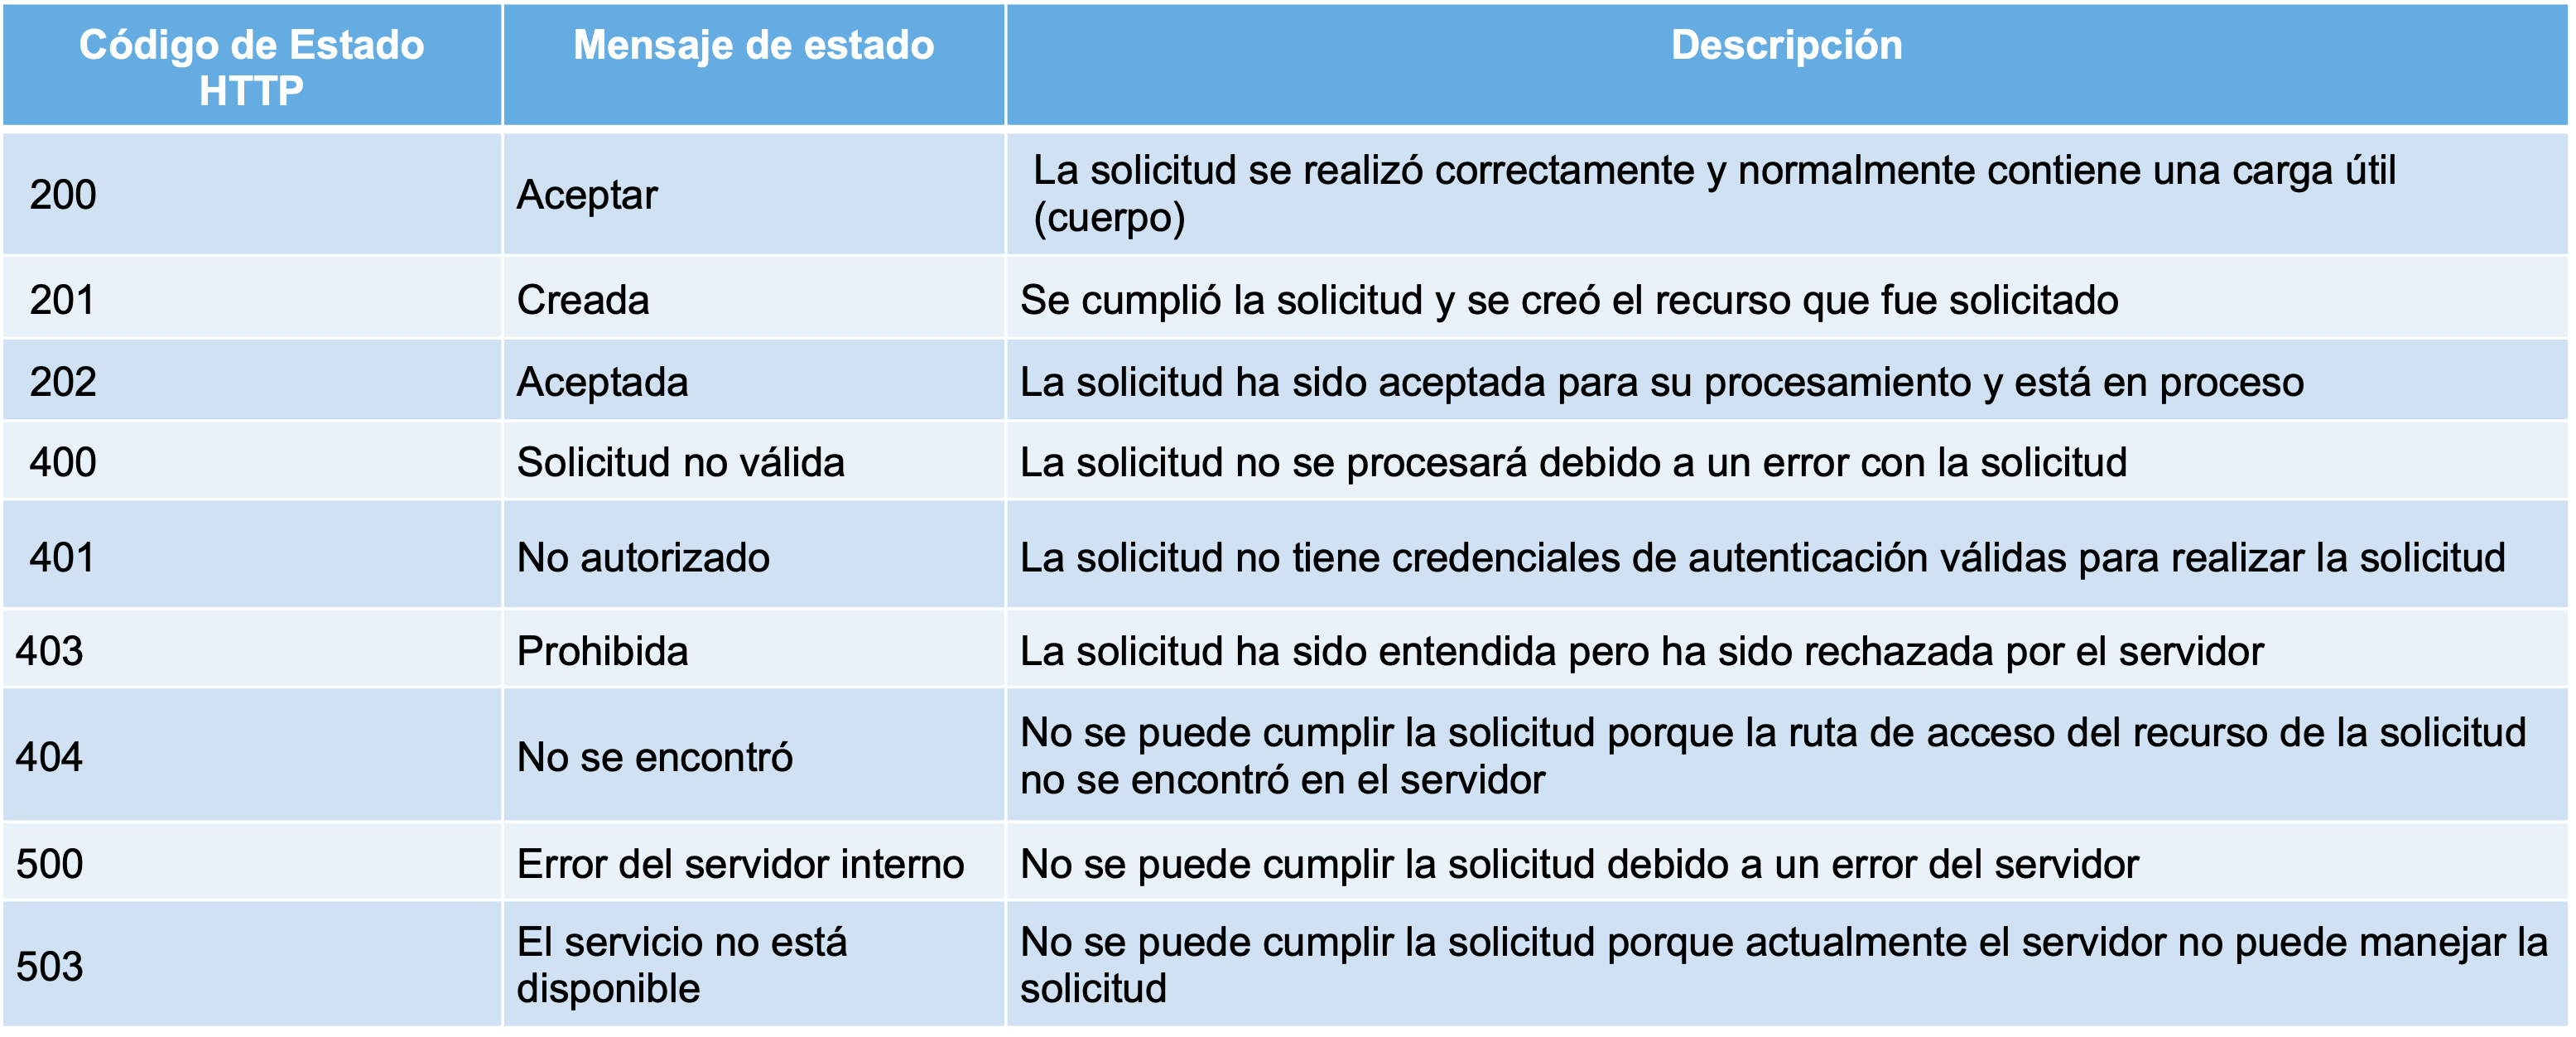 Código de Estado
HTTP
Mensaje de estado
Descripción
200
Aceptar
La solicitud se realizó correctamente y normalmente contiene una carga útil
(cuerpo)
201
Creada
Se cumplió la solicitud y se creó el recurso que fue solicitado
202
Aceptada
La solicitud ha sido aceptada para su procesamiento y está en proceso
400
Solicitud no válida
La solicitud no se procesará debido a un error con la solicitud
401
No autorizado
La solicitud no tiene credenciales de autenticación válidas para realizar la solicitud
403
Prohibida
La solicitud ha sido entendida pero ha sido rechazada por el servidor
404
No se encontró
No se puede cumplir la solicitud porque la ruta de acceso del recurso de la solicitud
no se encontró en el servidor
500
Error del servidor interno
No se puede cumplir la solicitud debido a un error del servidor
503
El servicio no está
disponible
No se puede cumplir la solicitud porque actualmente el servidor no puede manejar la
solicitud